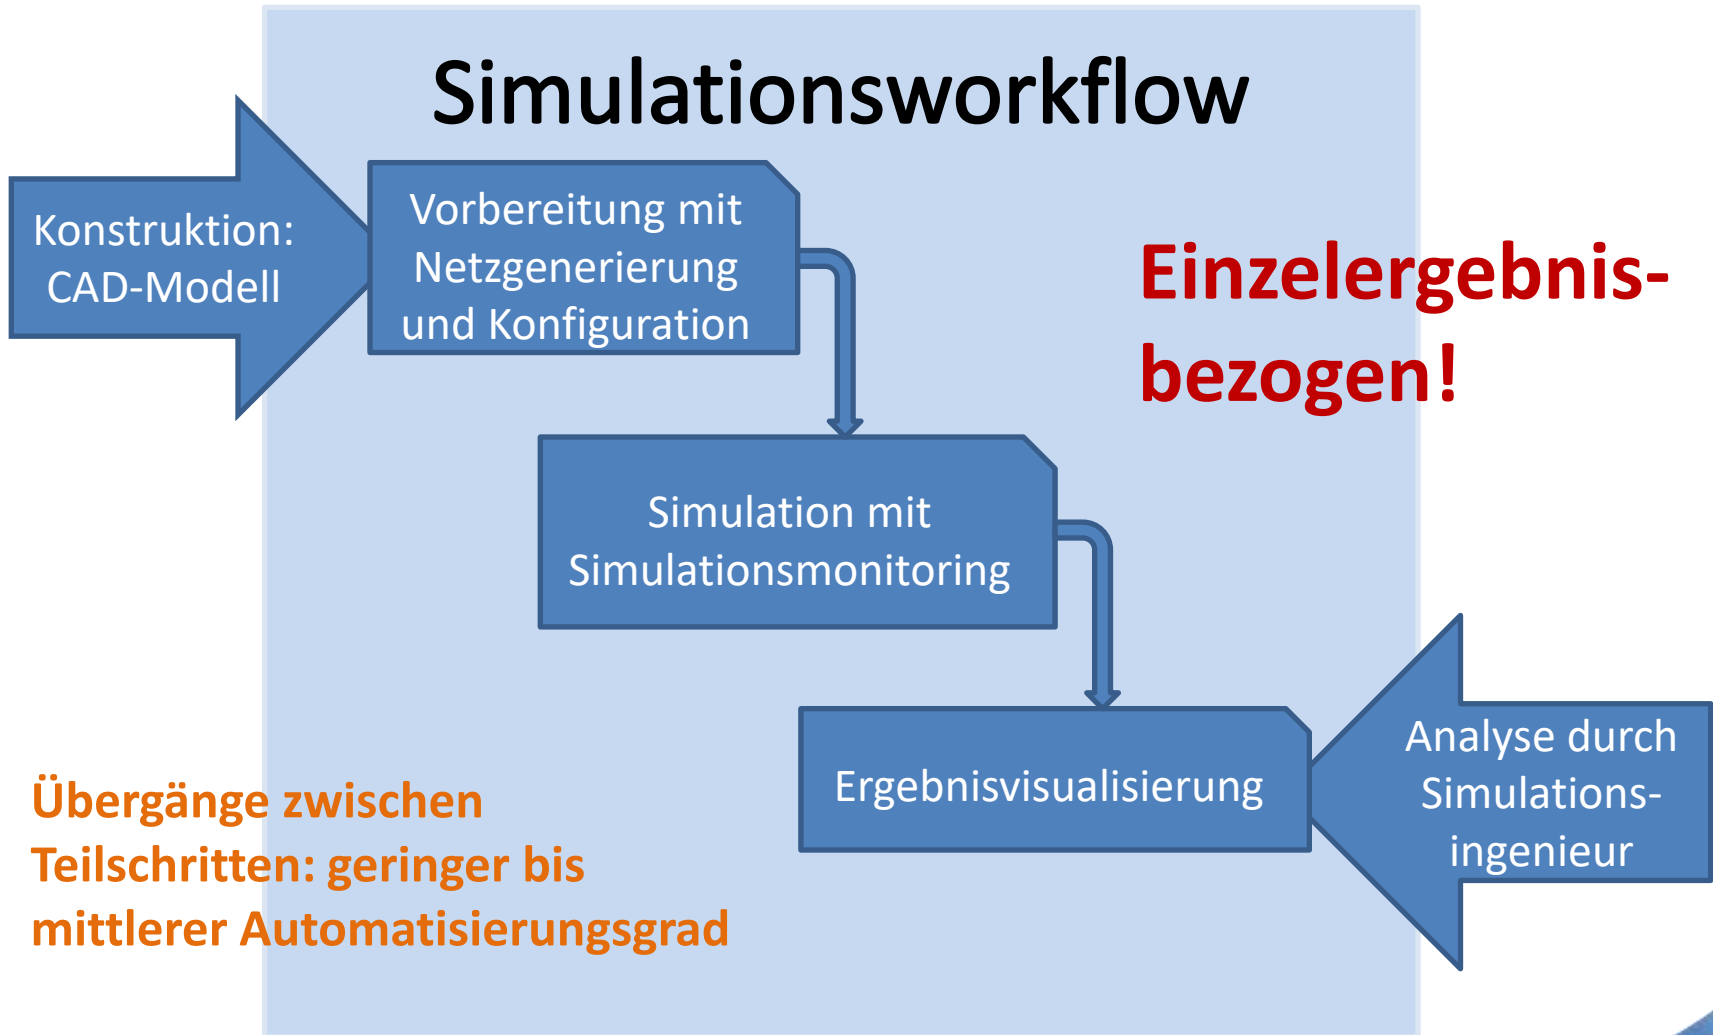 Simulationsworkflow
Konstruktion:
CAD-Modell
Vorbereitung mit
Netzgenerierung
und Konfiguration
Einzelergebnis-
bezogen!
Simulation mit
Simulationsmonitoring
Ergebnisvisualisierung
Analyse durch
Simulations-
ingenieur
Übergänge zwischen
Teilschritten: geringer bis
mittlerer Automatisierungsgrad